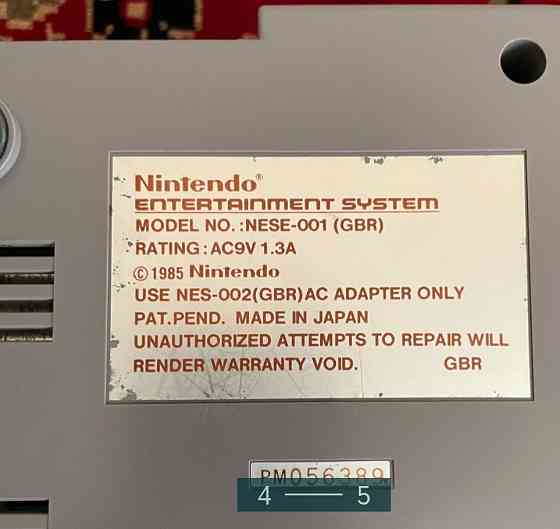 Nintendo®
ENTERTAINMENT SYSTEM
MODEL NO.:NESE-001 (GBR)
RATING:AC9V 1.3A
©1985 Nintendo
USE NES-002(GBR)AC ADAPTER ONLY
PAT.PEND. MADE IN JAPAN
UNAUTHORIZED ATTEMPTS TO REPAIR WILL
RENDER WARRANTY VOID. GBR
PM056389
4 — 5